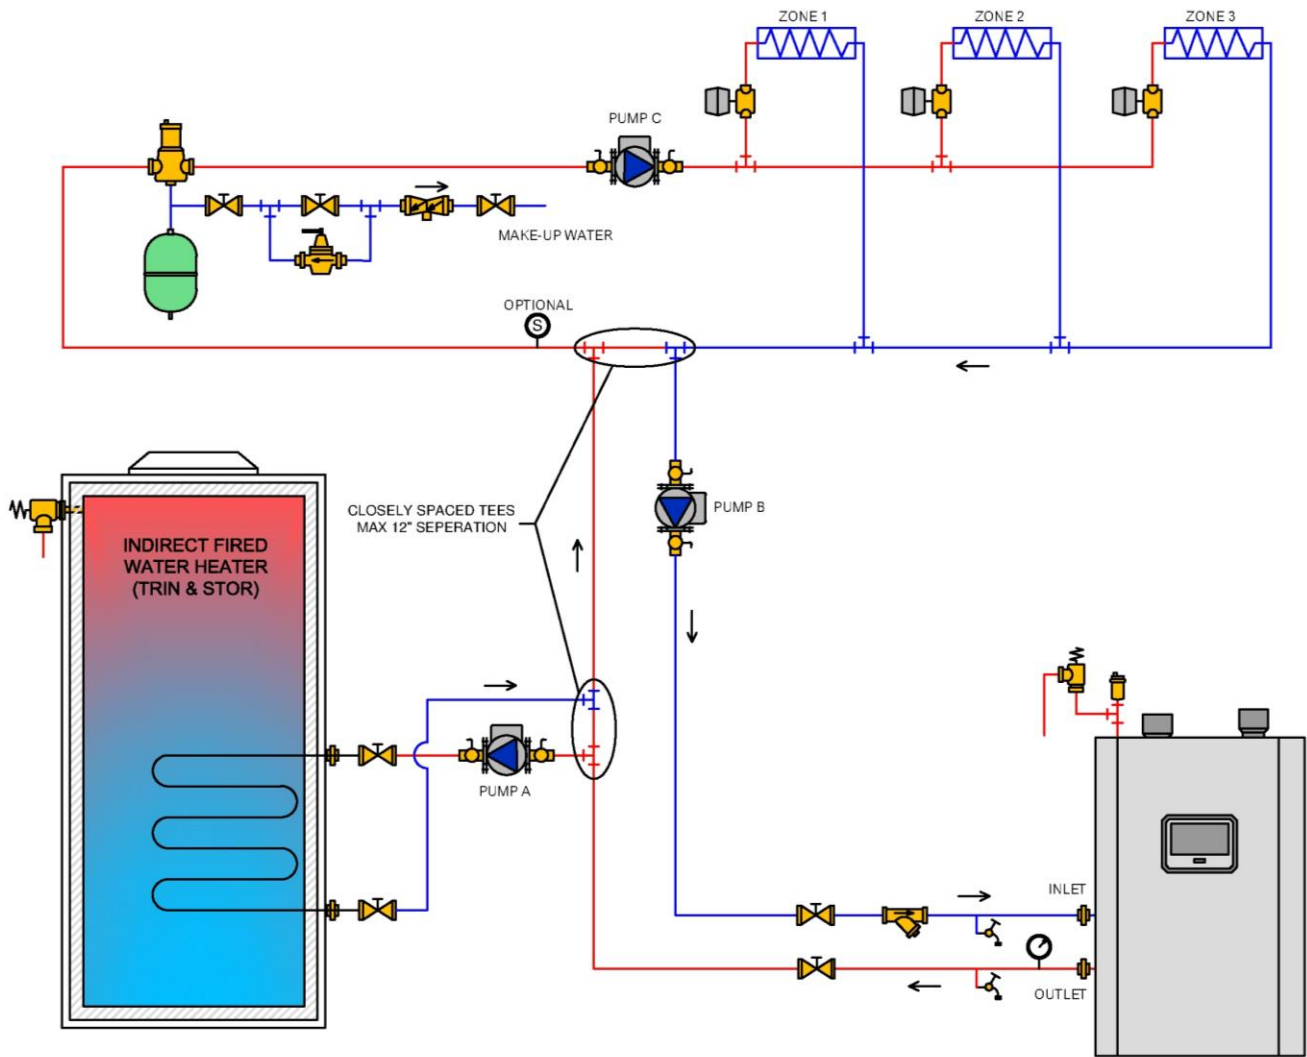 ZONE 1
ZONE 2
ZONE 3
PUMP C
MAKE-UP WATER
OPTIONAL
S
CLOSELY SPACED TEES
MAX 12" SEPERATION
PUMP B
INDIRECT FIRED
WATER HEATER
(TRIN & STOR)
PUMP A
INLET
OUTLET